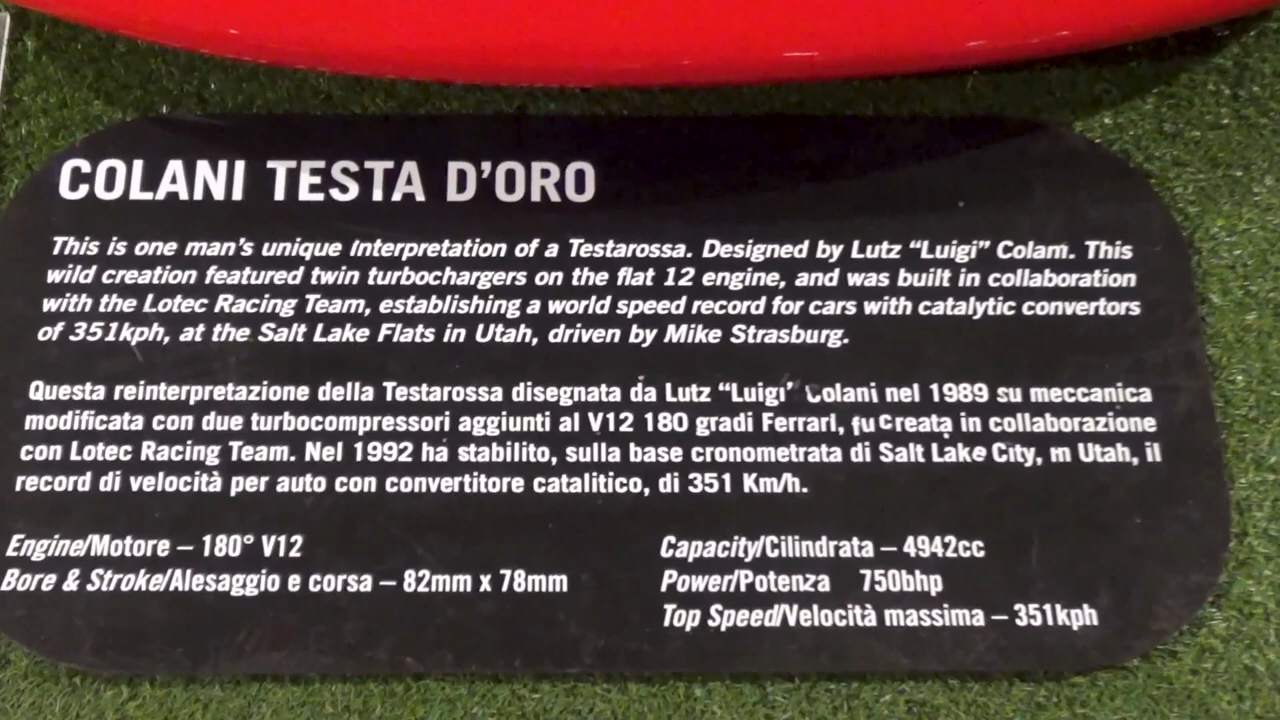 COLANI TESTA D'ORO
This is one man's unique Interpretation of a Testarossa. Designed by Lutz "Luigi" Colam. This
wild creation featured twin turbochargers on the flat 12 engine, and was built in collaboration
with the Lotec Racing Team, establishing a world speed record for cars with catalytic convertors
of 351kph, at the Salt Lake Flats in Utah, driven by Mike Strasburg.
Questa reinterpretazione della Testarossa disegnata da Lutz "Luigi" Colani nel 1989 su meccanica
modificata con due turbocompressori aggiunti al V12 180 gradi Ferrari, fu creata in collaborazione
con Lotec Racing Team. Nel 1992 ha stabilito, sulla base cronometrata di Salt Lake City, in Utah, il
record di velocità per auto con convertitore catalitico, di 351 Km/h.
Engine/Motore – 180° V12
Bore & Stroke/Alesaggio e corsa – 82mm x 78mm
Capacity/Cilindrata – 4942cc
Power/Potenza 750bhp
Top Speed/Velocità massima – 351kph